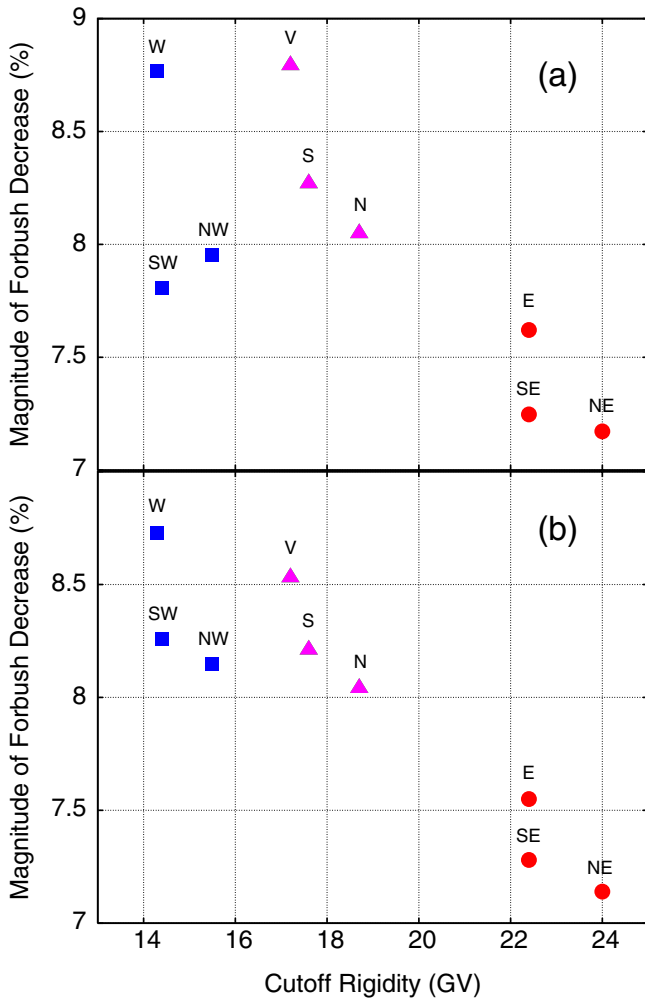 Magnitude of Forbush Decrease (%)
9
8.5
8
7.5
7
(a)
W
V
S
N
NW
SW
E
SE
NE
Magnitude of Forbush Decrease (%)
8.5
8
7.5
7
(b)
W
V
SW
S
NW
N
E
SE
NE
14 16 18 20 22 24
Cutoff Rigidity (GV)